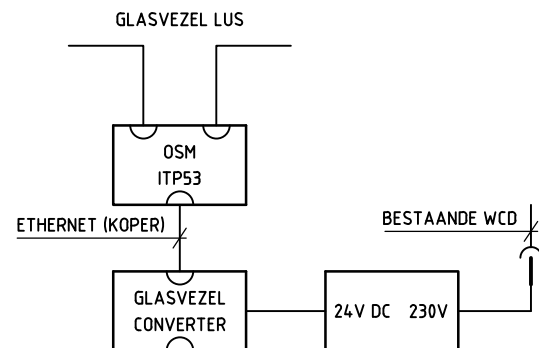 GLASVEZEL LUS
OSM
ITP53
ETHERNET (KOPER)
BESTAANDE WCD
GLASVEZEL
CONVERTER
24V DC 230V